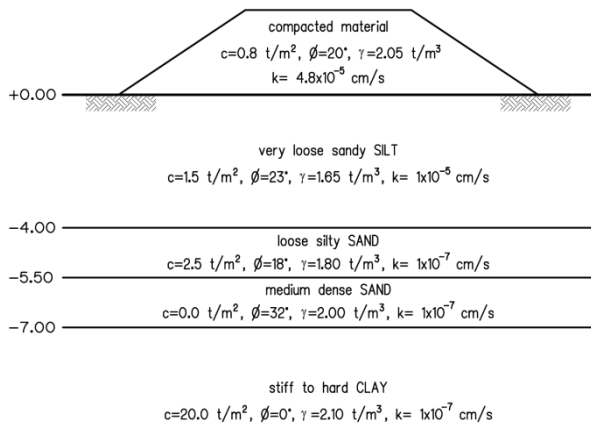 compacted material
c=0.8 t/m², Ø=20°, γ=2.05 t/m³
k= 4.8x10⁻⁵ cm/s
+0.00
very loose sandy SILT
c=1.5 t/m², Ø=23°, γ=1.65 t/m³, k= 1x10⁻⁵ cm/s
-4.00
loose silty SAND
c=2.5 t/m², Ø=18°, γ=1.80 t/m³, k= 1x10⁻⁷ cm/s
-5.50
medium dense SAND
c=0.0 t/m², Ø=32°, γ=2.00 t/m³, k= 1x10⁻⁷ cm/s
-7.00
stiff to hard CLAY
c=20.0 t/m², Ø=0°, γ=2.10 t/m³, k= 1x10⁻⁷ cm/s